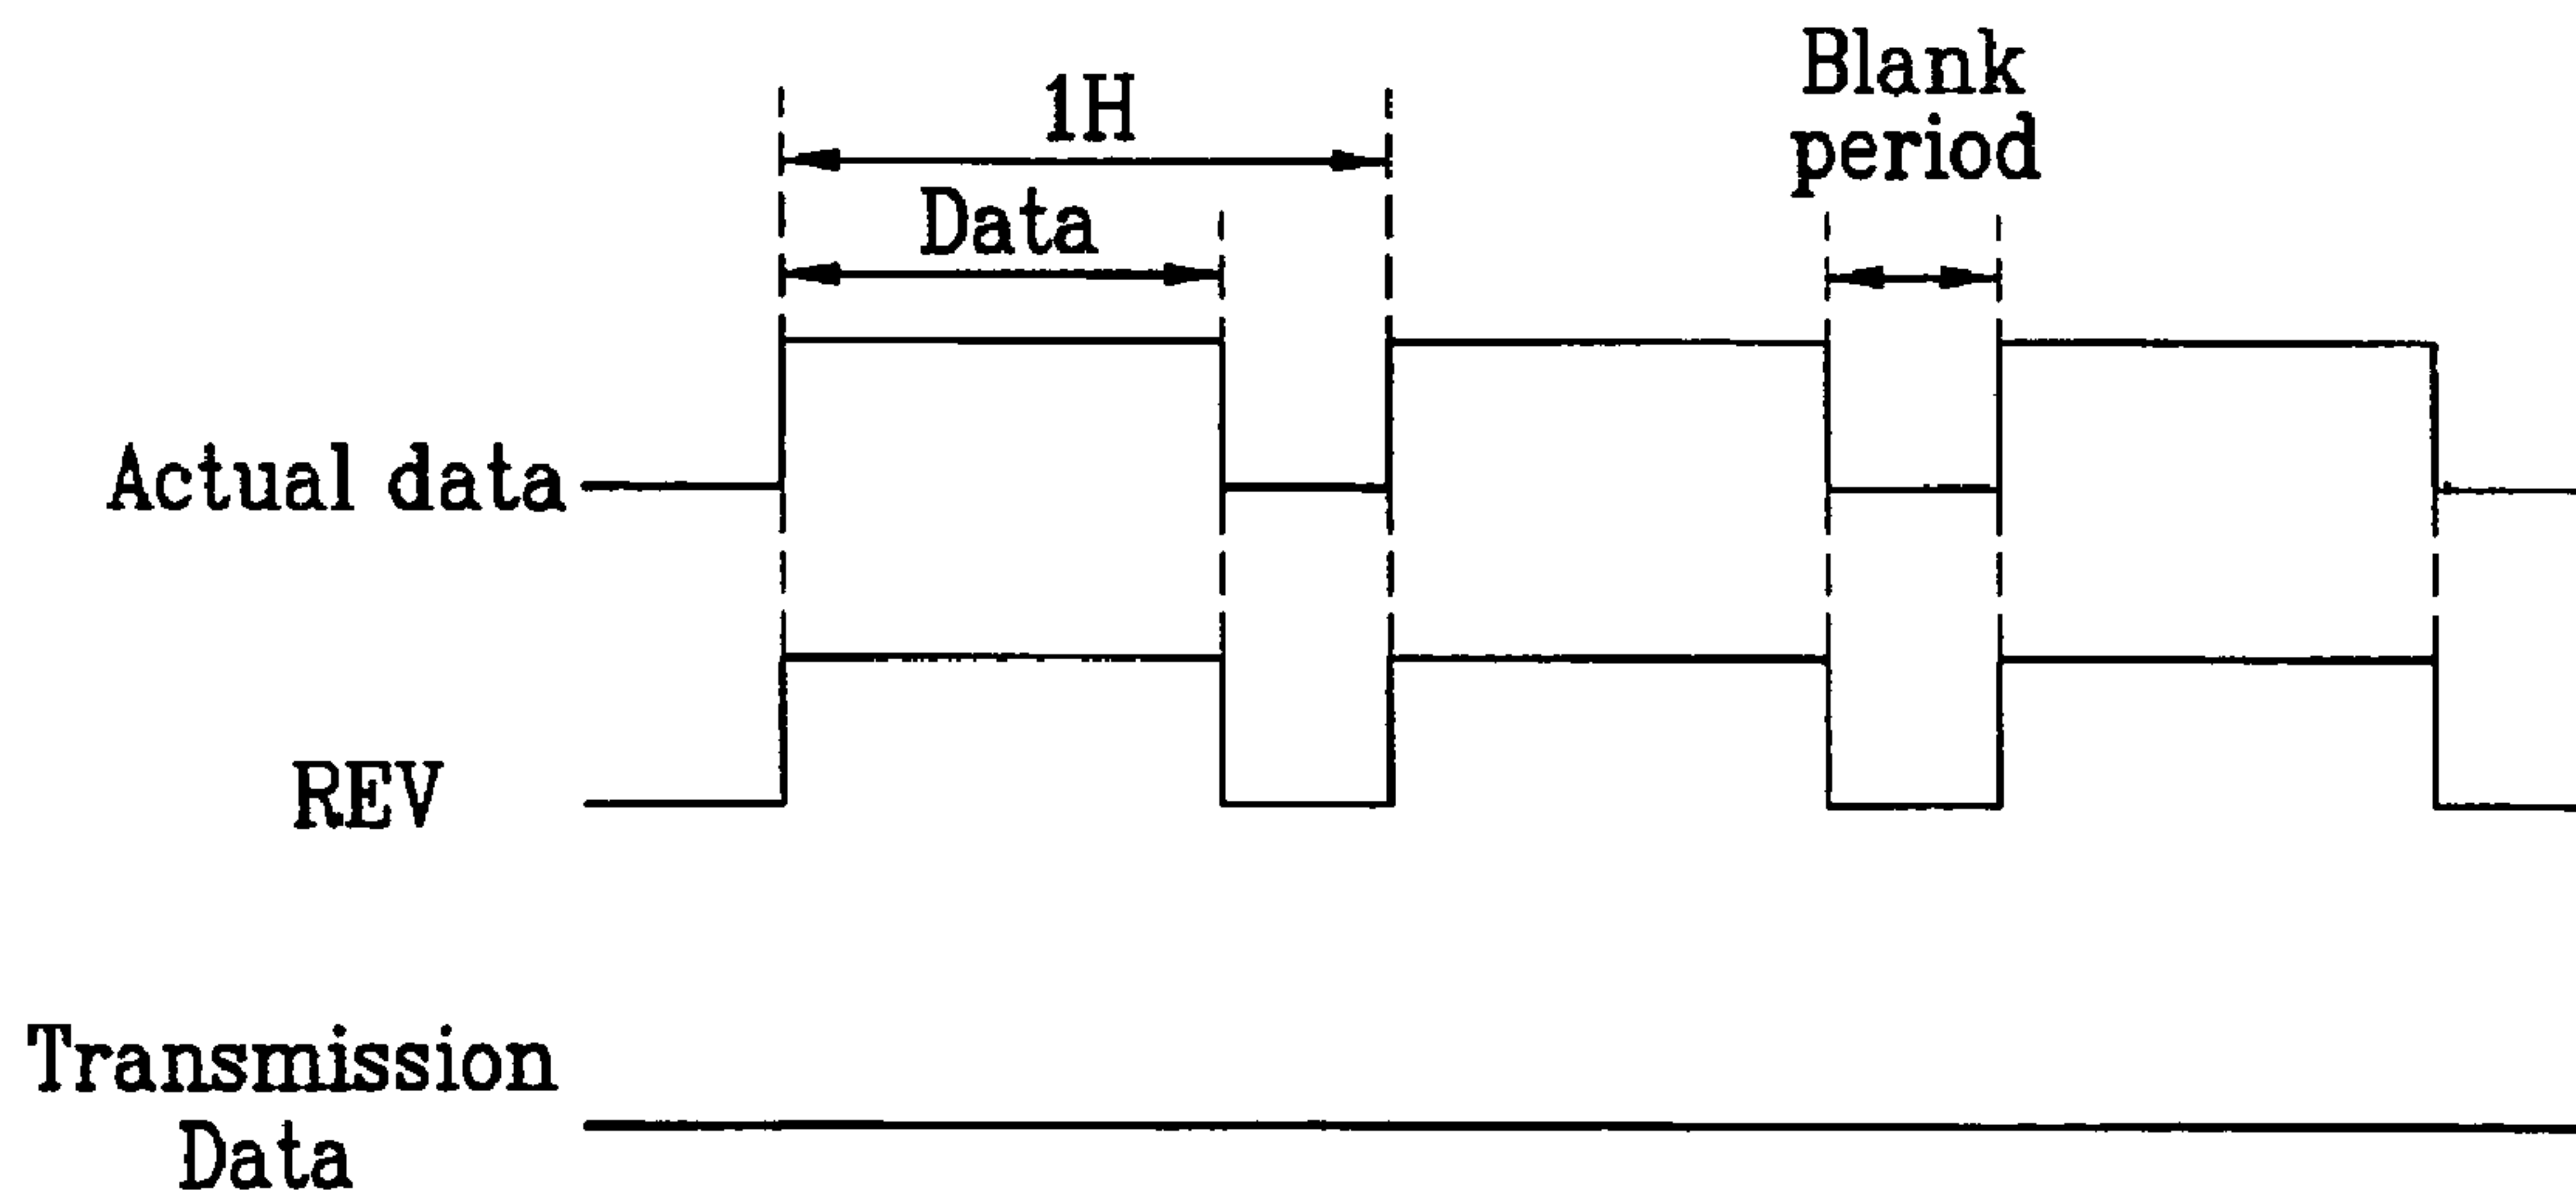 Blank
period
1H
Data
Actual data
REV
Transmission
Data